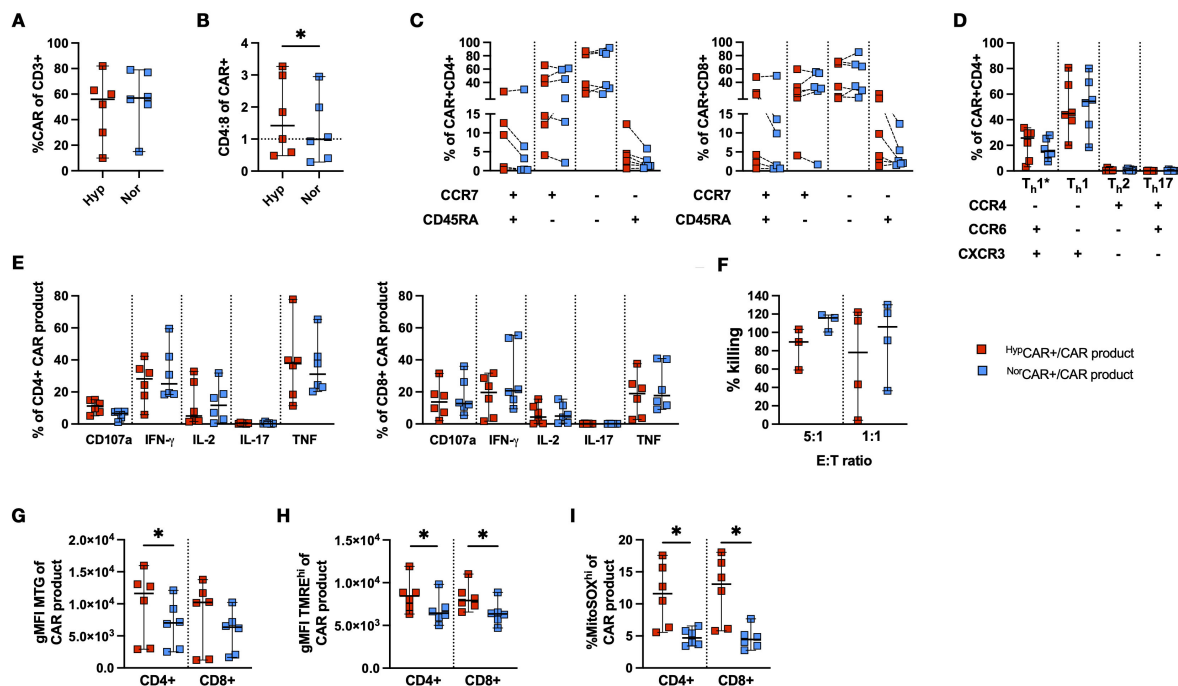 A
%CAR of CD3+
100
80
60
40
20
0
Hyp
Nor
B
CD4:8 of CAR+
4
3
2
1
0
*
Hyp
Nor
C
% of CAR+CD4+
100
80
60
40
15
10
5
0
CCR7
+
+
-
-
CD45RA
+
-
-
+
% of CAR+CD8+
100
80
60
40
15
10
5
0
CCR7
+
+
-
-
CD45RA
+
-
-
+
D
% of CAR+CD4+
100
80
60
40
20
0
Th1*
Th1
Th2
Th17
CCR4
-
-
+
+
CCR6
+
-
-
+
CXCR3
+
+
-
-
E
% of CD4+ CAR product
80
60
40
20
0
CD107a
IFN-γ
IL-2
IL-17
TNF
% of CD8+ CAR product
80
60
40
20
0
CD107a
IFN-γ
IL-2
IL-17
TNF
F
% killing
140
120
100
80
60
40
20
0
5:1
1:1
E:T ratio
HypCAR+/CAR product
NorCAR+/CAR product
G
gMFI MTG of
CAR product
2.0×10⁴
1.5×10⁴
1.0×10⁴
5.0×10³
0.0
*
CD4+
CD8+
H
gMFI TMREhi of
CAR product
1.5×10⁴
1.0×10⁴
5.0×10³
0.0
*
*
CD4+
CD8+
I
%MitoSOXhi of
CAR product
20
15
10
5
0
*
*
CD4+
CD8+